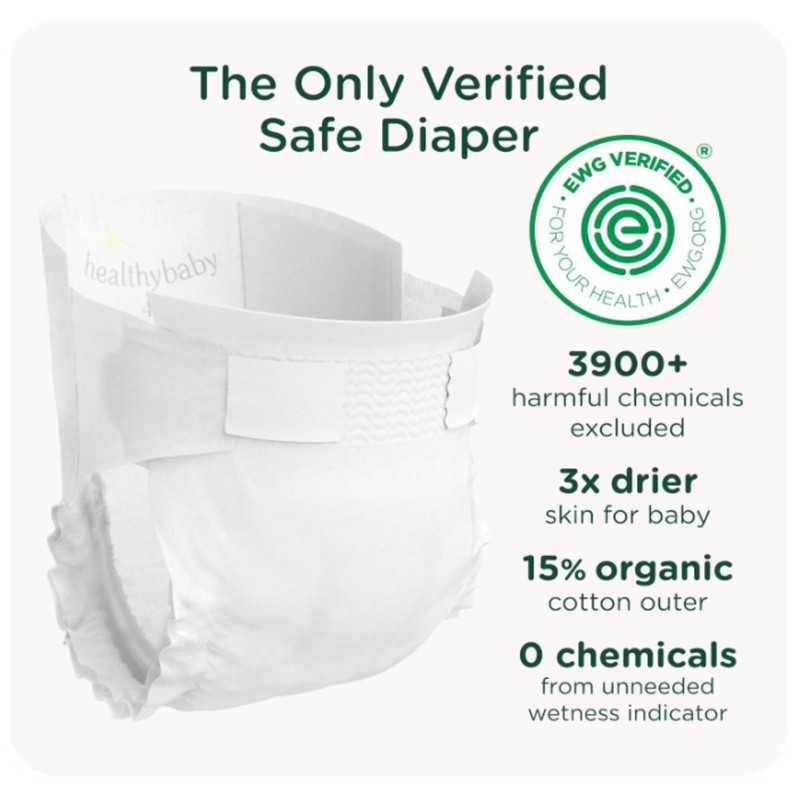 The Only Verified
Safe Diaper
®
• EWG VERIFIED •
FOR YOUR HEALTH • EWG.ORG
e
healthybaby
4
3900+
harmful chemicals
excluded
3x drier
skin for baby
15% organic
cotton outer
0 chemicals
from unneeded
wetness indicator